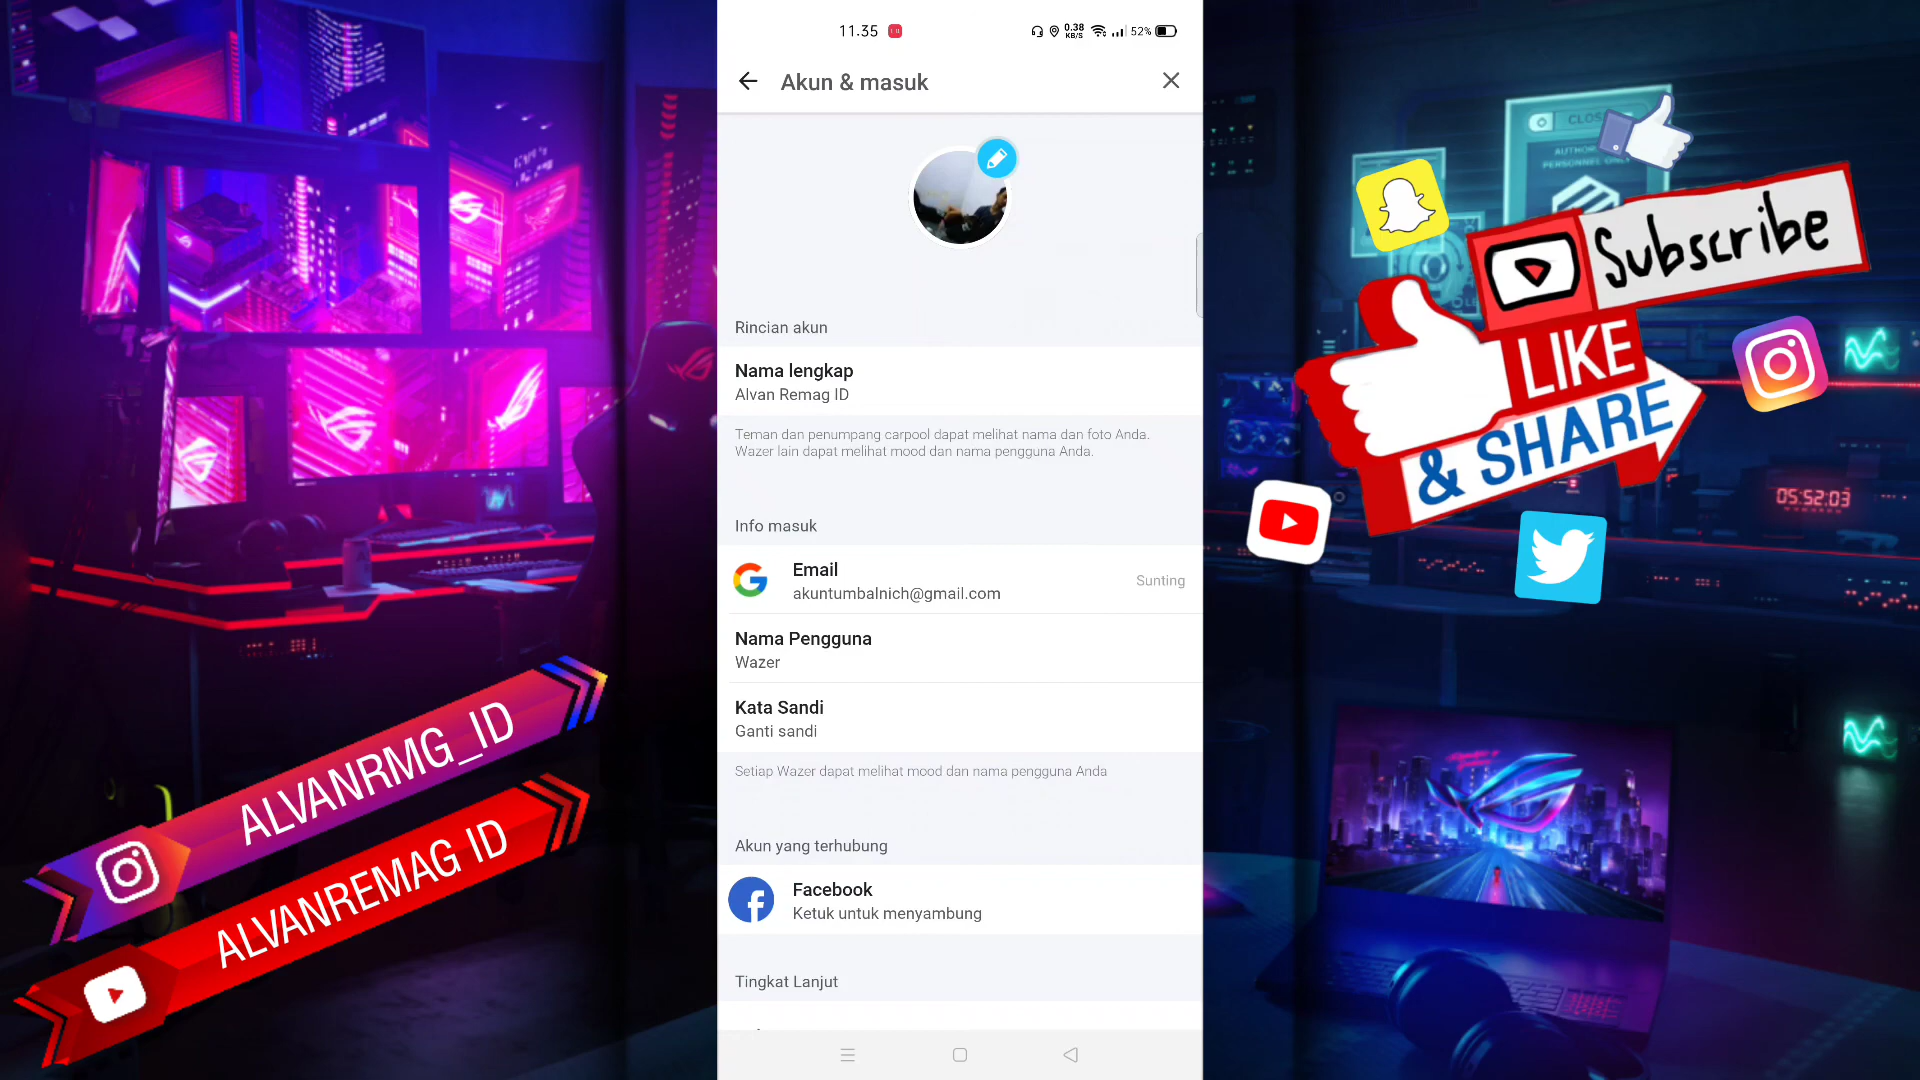 11.35
0.38
KB/S
52%
Akun & masuk
Rincian akun
Nama lengkap
Alvan Remag ID
Teman dan penumpang carpool dapat melihat nama dan foto Anda.
Wazer lain dapat melihat mood dan nama pengguna Anda.
Info masuk
Email
akuntumbalnich@gmail.com
Sunting
Nama Pengguna
Wazer
Kata Sandi
Ganti sandi
Setiap Wazer dapat melihat mood dan nama pengguna Anda
Akun yang terhubung
Facebook
Ketuk untuk menyambung
Tingkat Lanjut
ALVANRMG_ID
ALVANREMAG ID
Subscribe
LIKE
& SHARE
05:52:03